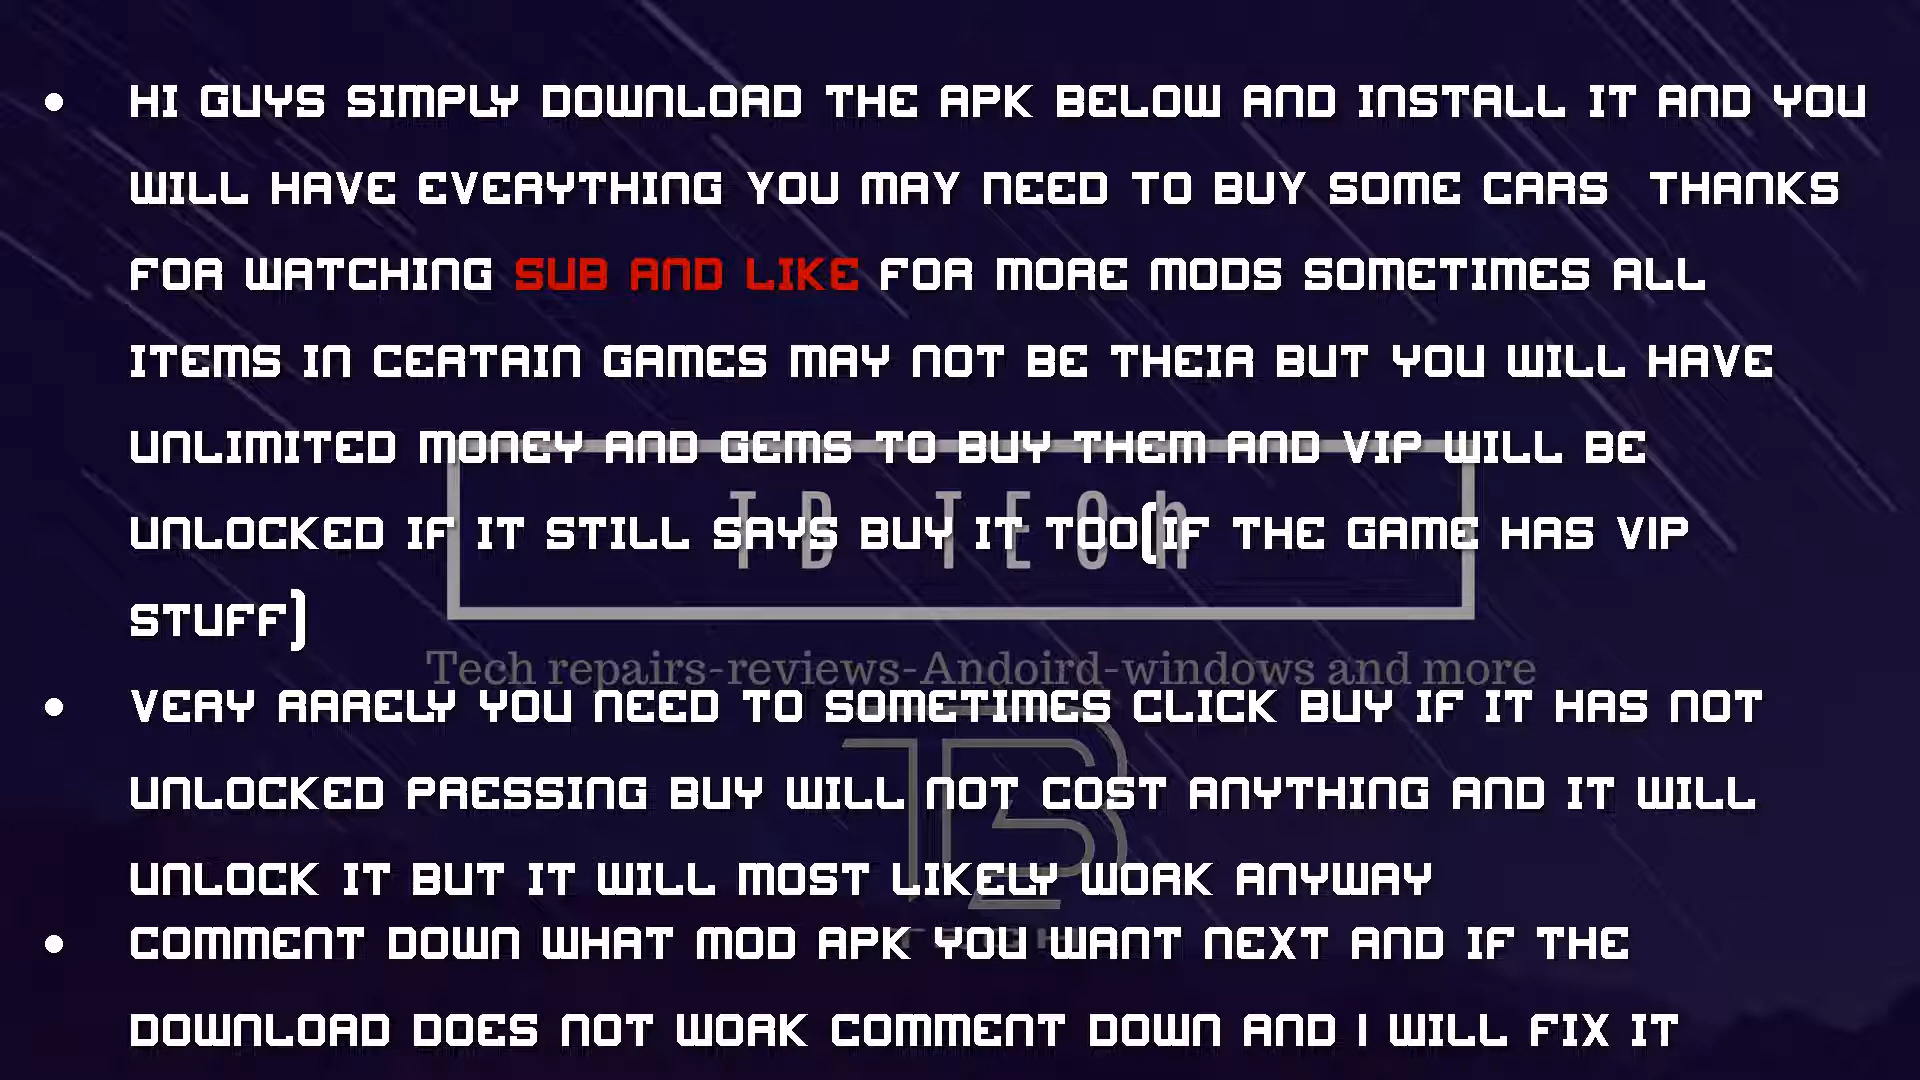 • HI GUYS SIMPLY DOWNLOAD THE APK BELOW AND INSTALL IT AND YOU
WILL HAVE EVERYTHING YOU MAY NEED TO BUY SOME CARS THANKS
FOR WATCHING SUB AND LIKE FOR MORE MODS SOMETIMES ALL
ITEMS IN CERTAIN GAMES MAY NOT BE THEIR BUT YOU WILL HAVE
UNLIMITED MONEY AND GEMS TO BUY THEM AND VIP WILL BE
UNLOCKED IF IT STILL SAYS BUY IT TOO(IF THE GAME HAS VIP
STUFF)
TB TECh
Tech repairs-reviews-Andoird-windows and more
• VERY RARELY YOU NEED TO SOMETIMES CLICK BUY IF IT HAS NOT
UNLOCKED PRESSING BUY WILL NOT COST ANYTHING AND IT WILL
UNLOCK IT BUT IT WILL MOST LIKELY WORK ANYWAY
TB
• COMMENT DOWN WHAT MOD APK YOU WANT NEXT AND IF THE
DOWNLOAD DOES NOT WORK COMMENT DOWN AND I WILL FIX IT